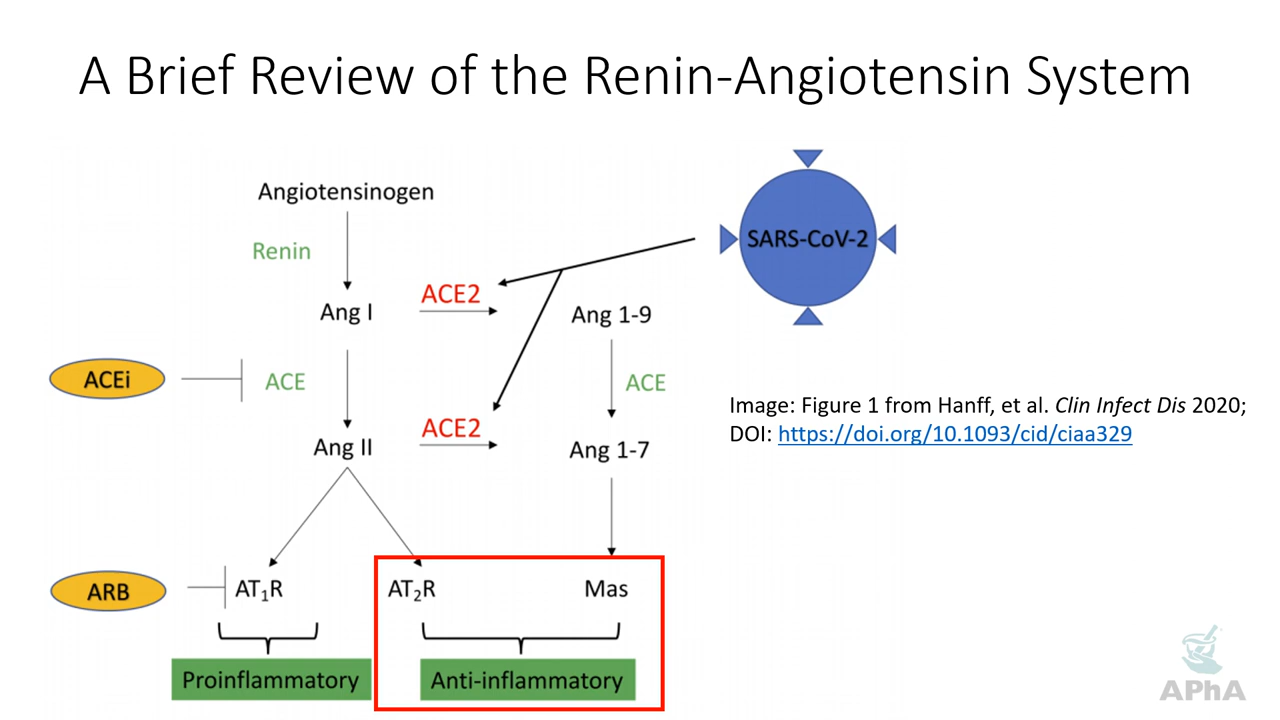 A Brief Review of the Renin-Angiotensin System
Angiotensinogen
Renin
SARS-CoV-2
Ang I
ACE2
Ang 1-9
ACEi
ACE
ACE
Image: Figure 1 from Hanff, et al. Clin Infect Dis 2020;
DOI: https://doi.org/10.1093/cid/ciaa329
Ang II
ACE2
Ang 1-7
ARB
AT₁R
AT₂R
Mas
Proinflammatory
Anti-inflammatory
APhA